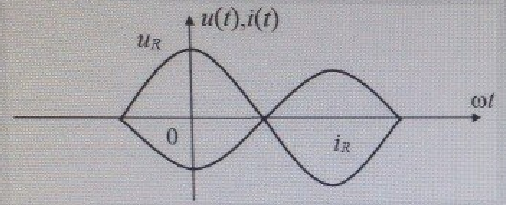 u(t),i(t)
u_R
ωt
0
i_R